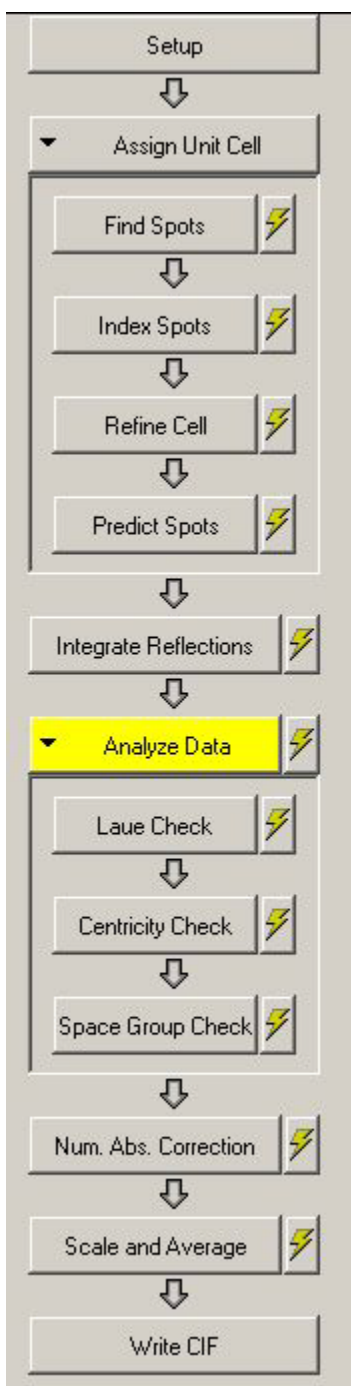 Setup
Assign Unit Cell
Find Spots
Index Spots
Refine Cell
Predict Spots
Integrate Reflections
Analyze Data
Laue Check
Centricity Check
Space Group Check
Num. Abs. Correction
Scale and Average
Write CIF